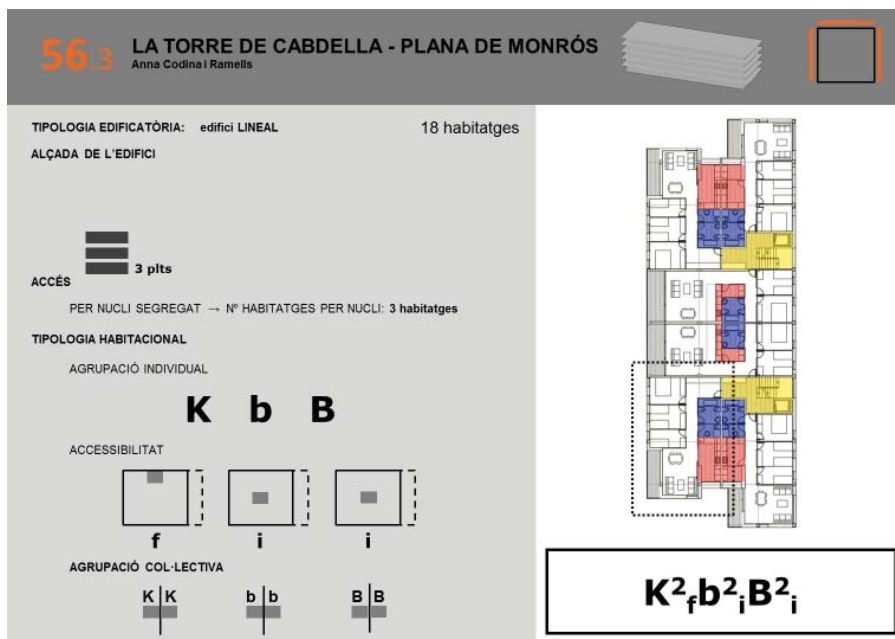 56.3 LA TORRE DE CABDELLA - PLANA DE MONRÓS
Anna Codina i Ramells
TIPOLOGIA EDIFICATÒRIA: edifici LINEAL 18 habitatges
ALÇADA DE L'EDIFICI
3 plts
ACCÉS
PER NUCLI SEGREGAT → Nº HABITATGES PER NUCLI: 3 habitatges
TIPOLOGIA HABITACIONAL
AGRUPACIÓ INDIVIDUAL
K b B
ACCESSIBILITAT
f i i
AGRUPACIÓ COL·LECTIVA
K K b b B B
K²fb²iB²i